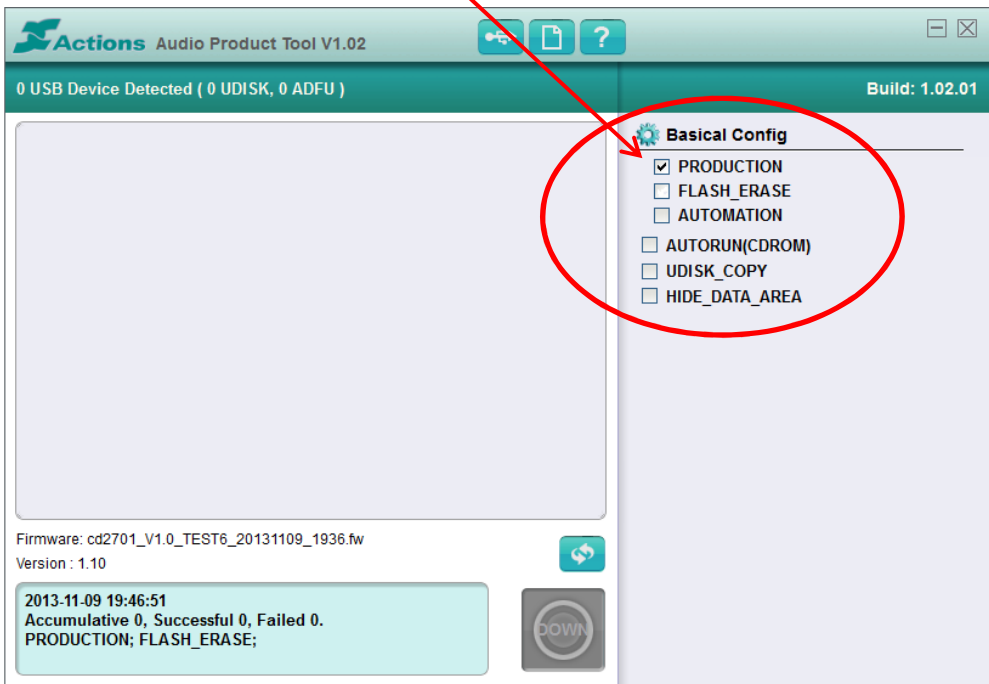 Actions Audio Product Tool V1.02
?
0 USB Device Detected ( 0 UDISK, 0 ADFU )
Build: 1.02.01
Basical Config
PRODUCTION
FLASH_ERASE
AUTOMATION
AUTORUN(CDROM)
UDISK_COPY
HIDE_DATA_AREA
Firmware: cd2701_V1.0_TEST6_20131109_1936.fw
Version : 1.10
2013-11-09 19:46:51
Accumulative 0, Successful 0, Failed 0.
PRODUCTION; FLASH_ERASE;
DOWN